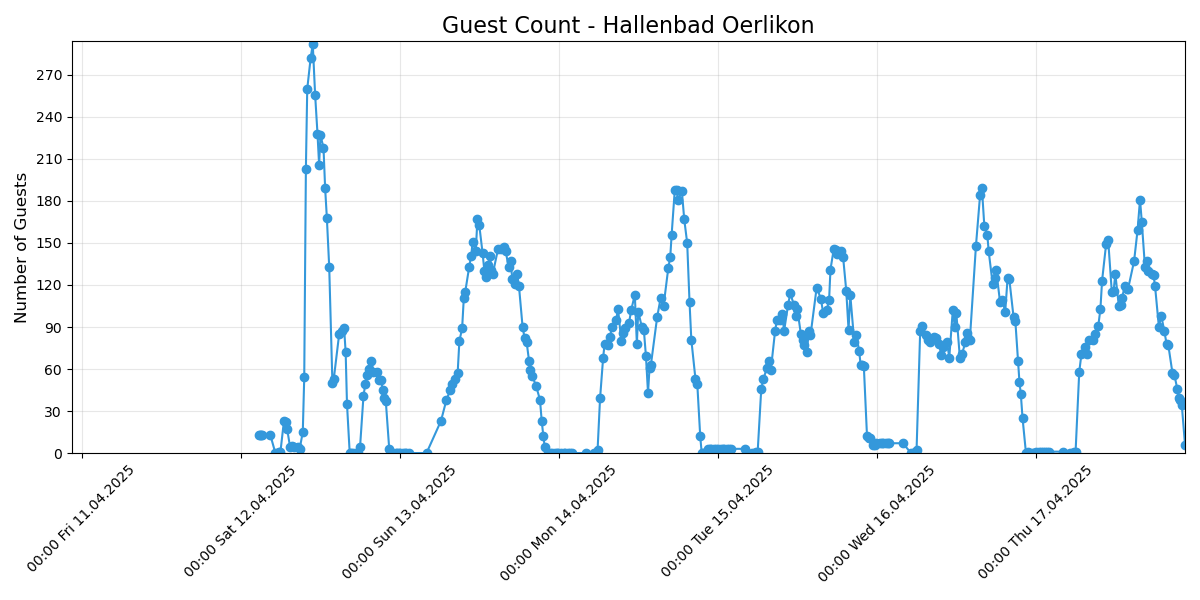 Guest Count - Hallenbad Oerlikon
Number of Guests
270
240
210
180
150
120
90
60
30
0
00:00 Fri 11.04.2025
00:00 Sat 12.04.2025
00:00 Sun 13.04.2025
00:00 Mon 14.04.2025
00:00 Tue 15.04.2025
00:00 Wed 16.04.2025
00:00 Thu 17.04.2025